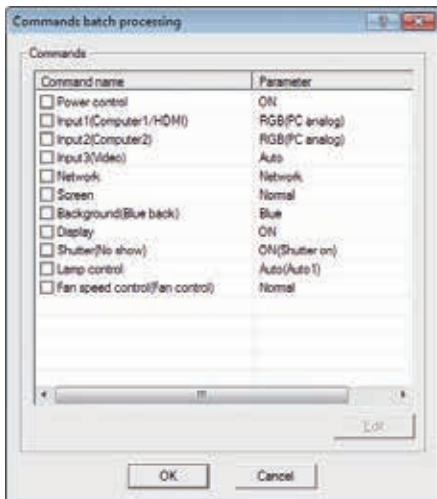 Commands batch processing
Commands
Command name Parameter
Power control ON
Input1(Computer1/HDMI) RGB(PC analog)
Input2(Computer2) RGB(PC analog)
Input3(Video) Auto
Network Network
Screen Normal
Background(Blue back) Blue
Display ON
Shutter(No show) ON(Shutter on)
Lamp control Auto(Auto1)
Fan speed control(Fan control) Normal
Edit
OK Cancel